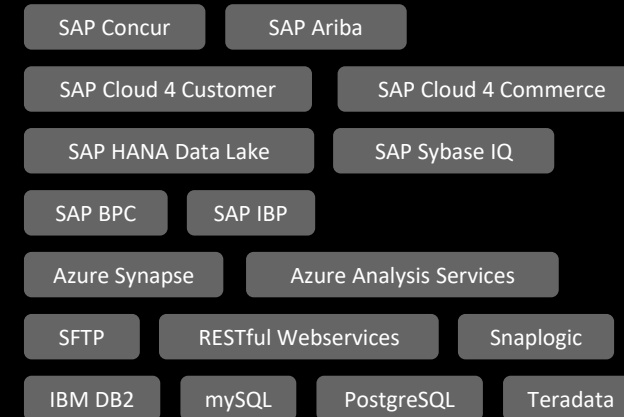 SAP Concur SAP Ariba
SAP Cloud 4 Customer SAP Cloud 4 Commerce
SAP HANA Data Lake SAP Sybase IQ
SAP BPC SAP IBP
Azure Synapse Azure Analysis Services
SFTP RESTful Webservices Snaplogic
IBM DB2 mySQL PostgreSQL Teradata